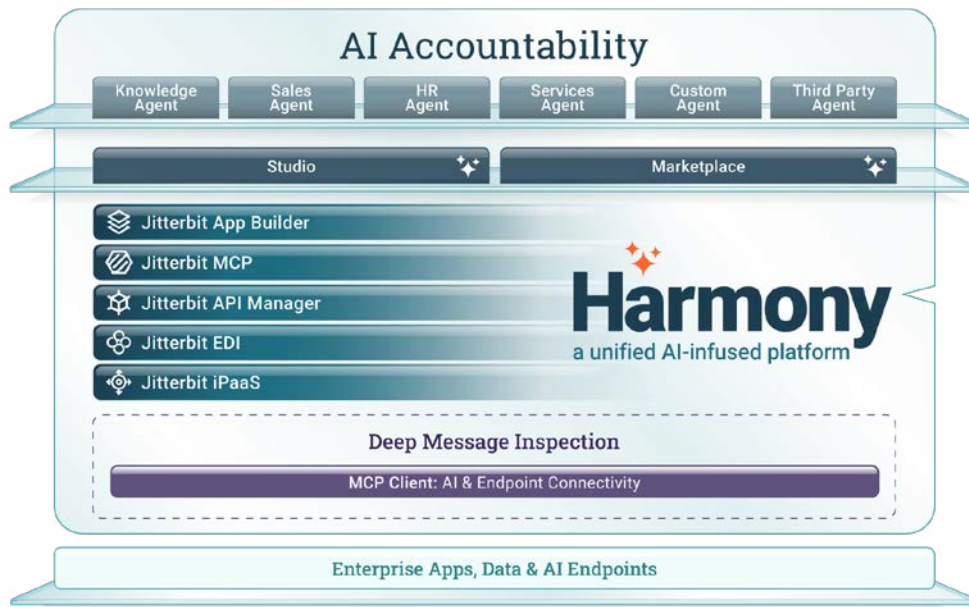 AI Accountability
Knowledge
Agent
Sales
Agent
HR
Agent
Services
Agent
Custom
Agent
Third Party
Agent
Studio
Marketplace
Jitterbit App Builder
Jitterbit MCP
Jitterbit API Manager
Jitterbit EDI
Jitterbit iPaaS
Harmony
a unified AI-infused platform
Deep Message Inspection
MCP Client: AI & Endpoint Connectivity
Enterprise Apps, Data & AI Endpoints